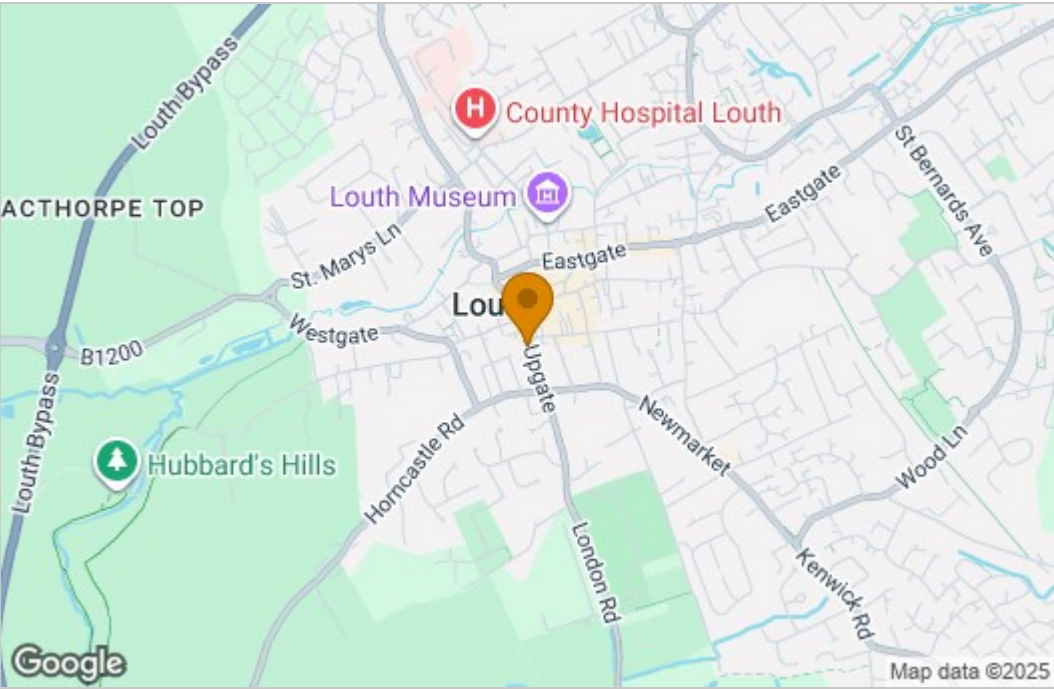 Louth Bypass
H
County Hospital Louth
St Bernards Ave
Louth Museum
Eastgate
ACTHORPE TOP
St. Marys Ln
Eastgate
Lou
Westgate
B1200
Upgate
Louth Bypass
Newmarket
Horncastle Rd
Wood Ln
Hubbard's Hills
London Rd
Kenwick Rd
Google
Map data ©2025